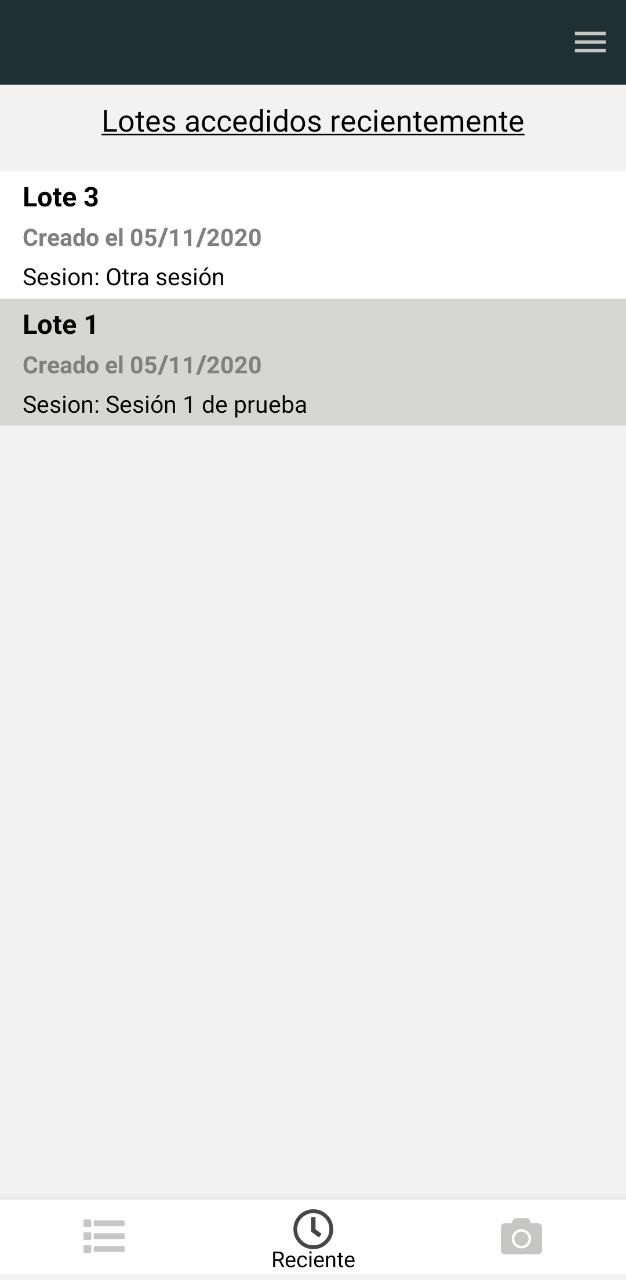 Lotes accedidos recientemente
Lote 3
Creado el 05/11/2020
Sesion: Otra sesión
Lote 1
Creado el 05/11/2020
Sesion: Sesión 1 de prueba
Reciente